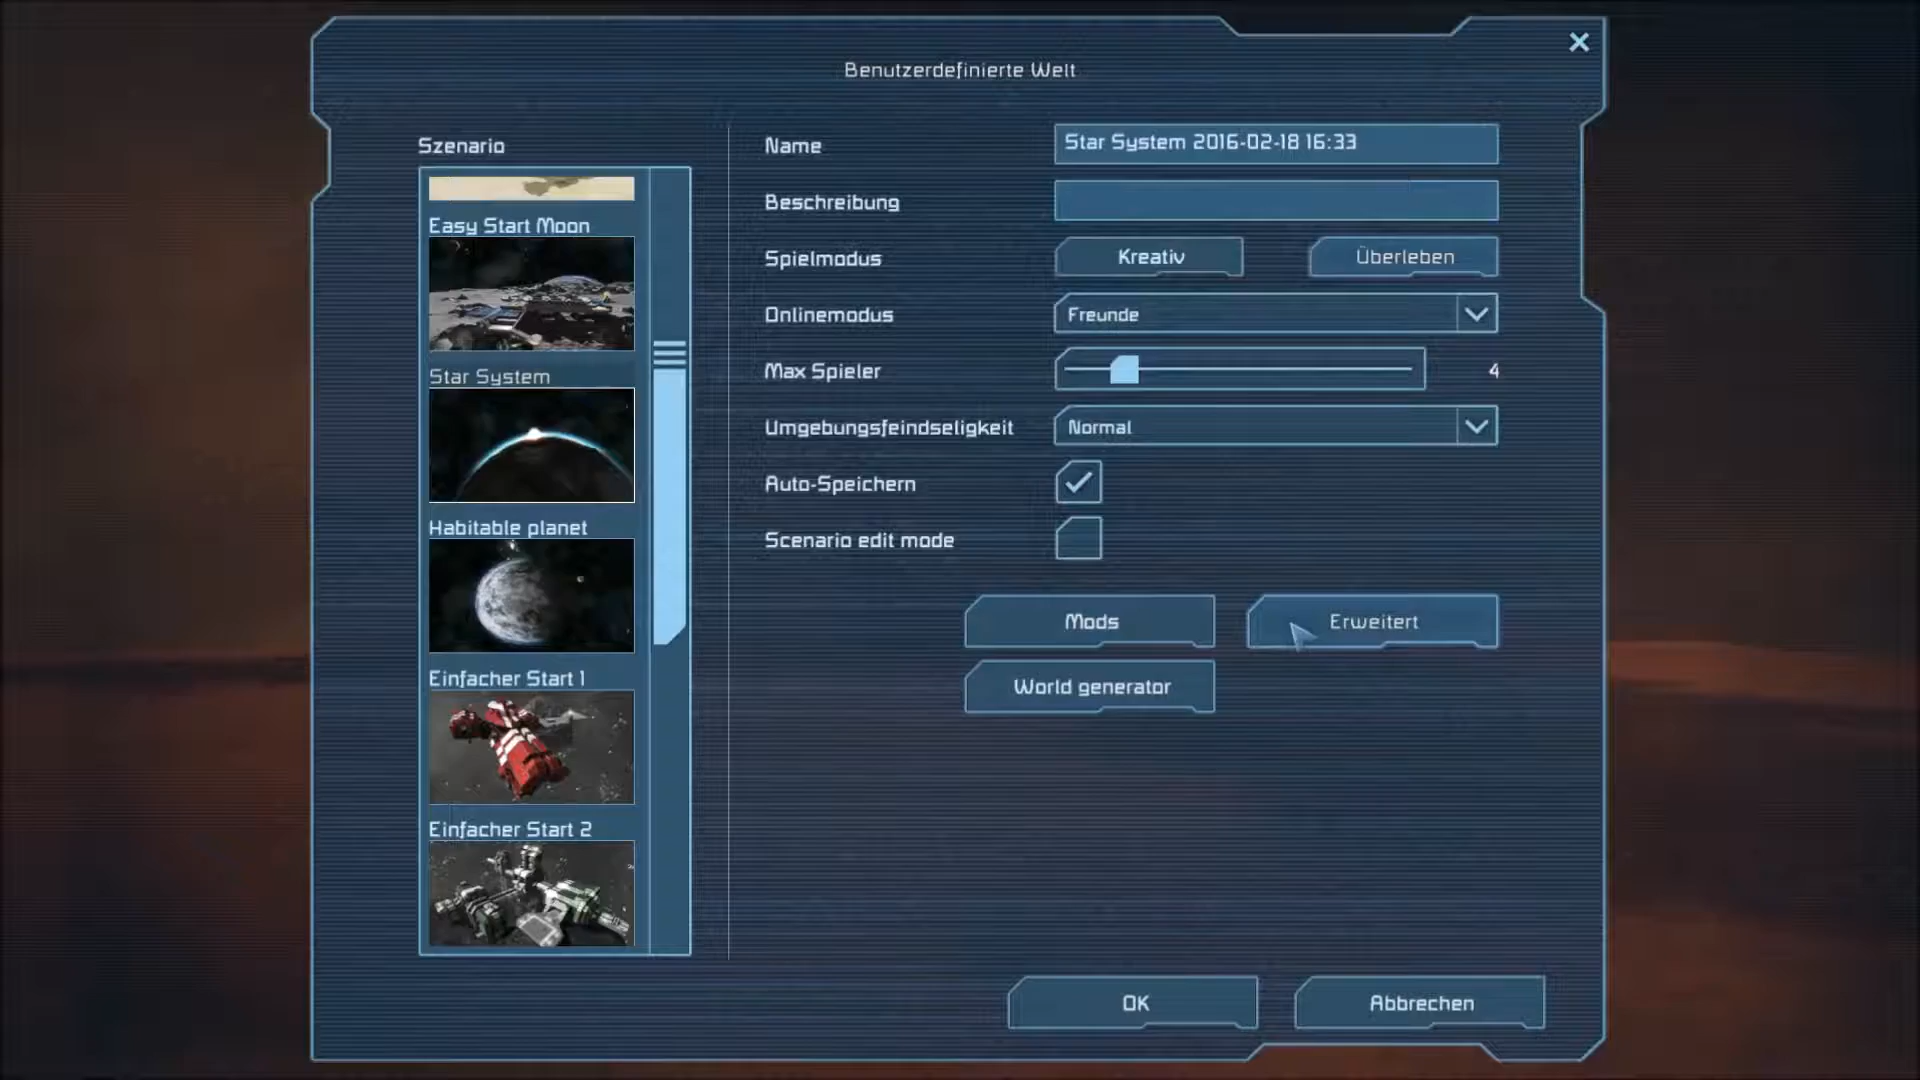 Benutzerdefinierte Welt
Szenario
Easy Start Moon
Star System
Habitable planet
Einfacher Start 1
Einfacher Start 2
Name
Star System 2016-02-18 16:33
Beschreibung
Spielmodus
Kreativ
Überleben
Onlinemodus
Freunde
Max Spieler
4
Umgebungsfeindseligkeit
Normal
Auto-Speichern
Scenario edit mode
Mods
Erweitert
World generator
OK
Abbrechen